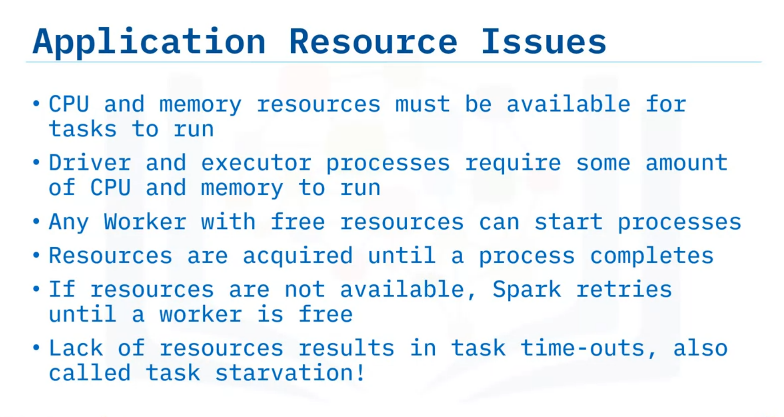 Application Resource Issues
• CPU and memory resources must be available for
tasks to run
• Driver and executor processes require some amount
of CPU and memory to run
• Any Worker with free resources can start processes
• Resources are acquired until a process completes
• If resources are not available, Spark retries
until a worker is free
• Lack of resources results in task time-outs, also
called task starvation!